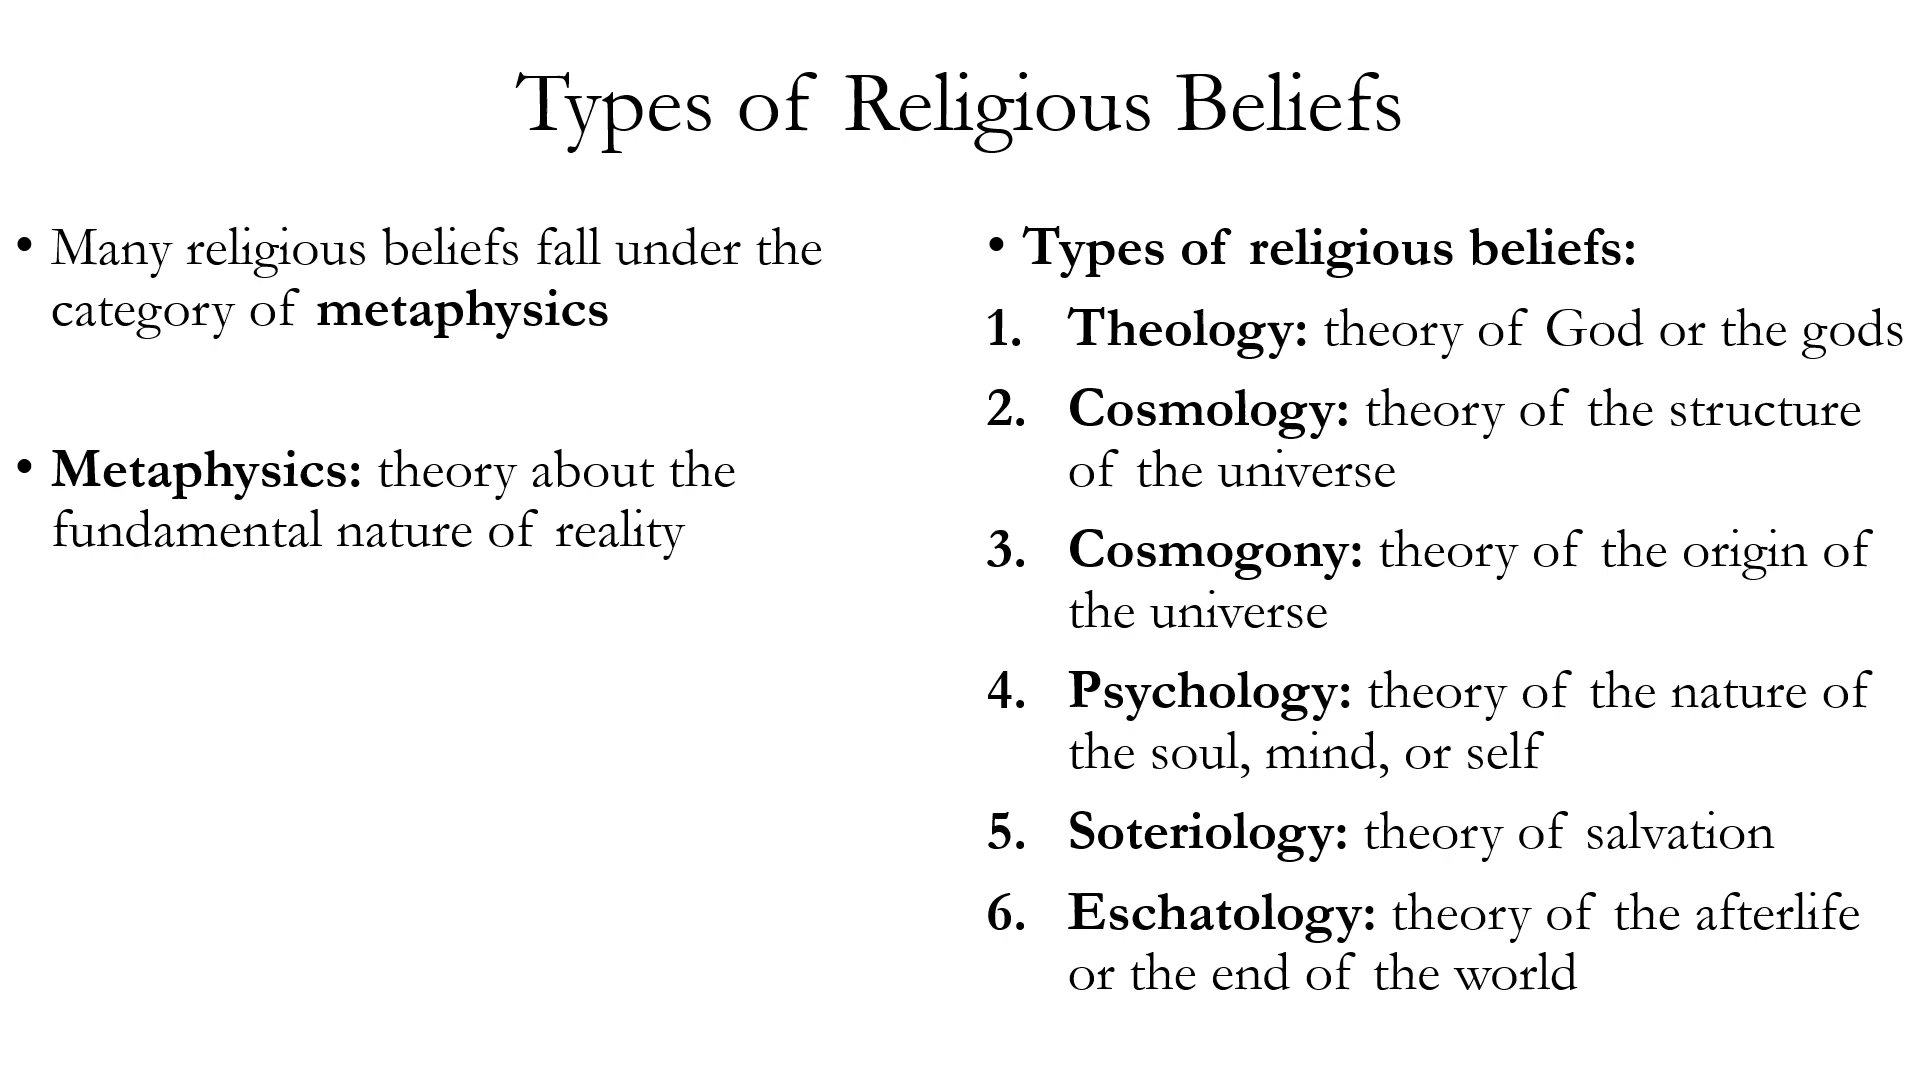 Types of Religious Beliefs
• Many religious beliefs fall under the
category of metaphysics
• Metaphysics: theory about the
fundamental nature of reality
• Types of religious beliefs:
1. Theology: theory of God or the gods
2. Cosmology: theory of the structure
of the universe
3. Cosmogony: theory of the origin of
the universe
4. Psychology: theory of the nature of
the soul, mind, or self
5. Soteriology: theory of salvation
6. Eschatology: theory of the afterlife
or the end of the world